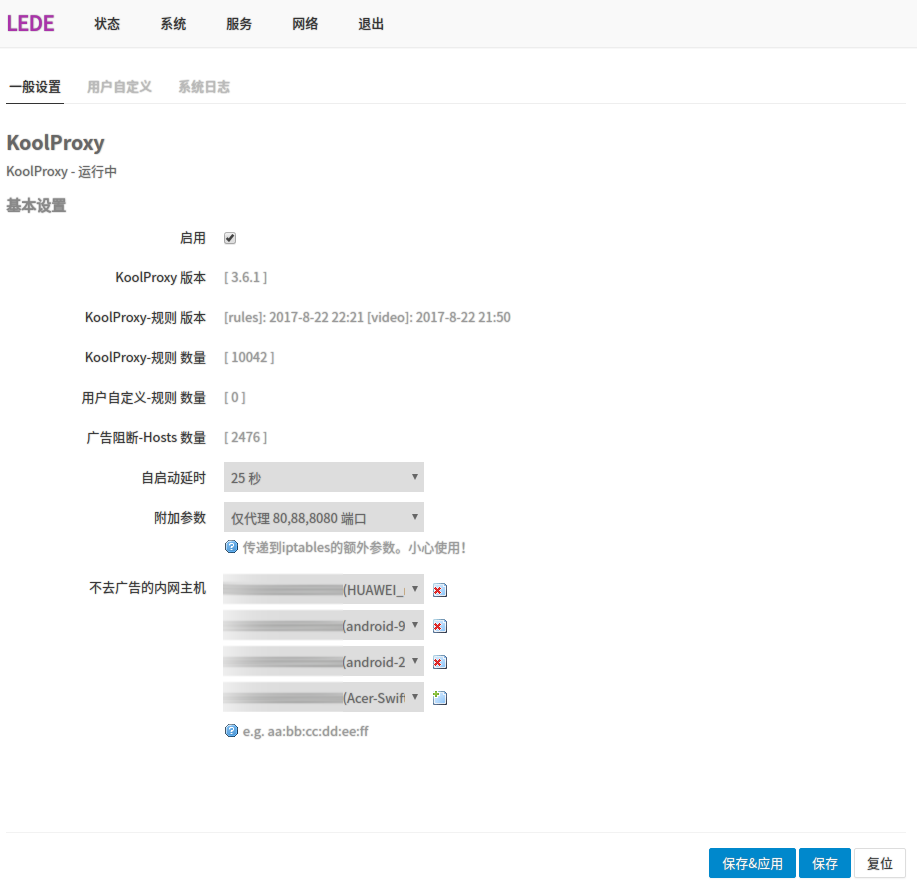 LEDE 状态 系统 服务 网络 退出
一般设置 用户自定义 系统日志
KoolProxy
KoolProxy - 运行中
基本设置
启用
KoolProxy 版本 [ 3.6.1 ]
KoolProxy-规则 版本 [rules]: 2017-8-22 22:21 [video]: 2017-8-22 21:50
KoolProxy-规则 数量 [ 10042 ]
用户自定义-规则 数量 [ 0 ]
广告阻断-Hosts 数量 [ 2476 ]
自启动延时 25 秒
附加参数 仅代理 80,88,8080 端口
传递到iptables的额外参数。小心使用！
不去广告的内网主机 (HUAWEI_
(android-9
(android-2
(Acer-Swif
e.g. aa:bb:cc:dd:ee:ff
保存&应用 保存 复位